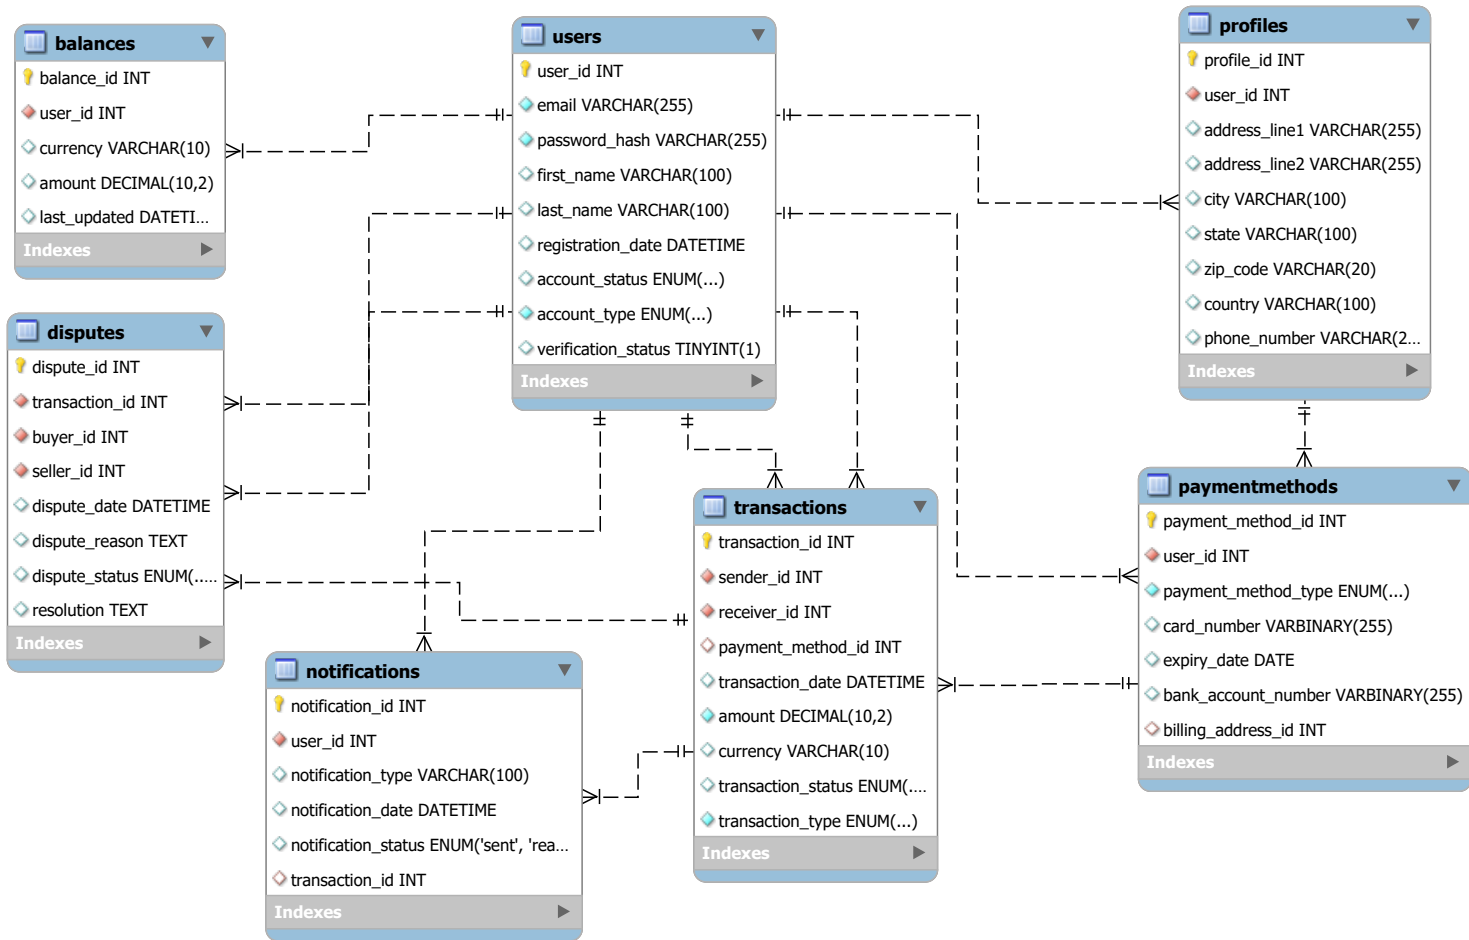 balances
balance_id INT
user_id INT
currency VARCHAR(10)
amount DECIMAL(10,2)
last_updated DATETI...
Indexes
users
user_id INT
email VARCHAR(255)
password_hash VARCHAR(255)
first_name VARCHAR(100)
last_name VARCHAR(100)
registration_date DATETIME
account_status ENUM(...)
account_type ENUM(...)
verification_status TINYINT(1)
Indexes
profiles
profile_id INT
user_id INT
address_line1 VARCHAR(255)
address_line2 VARCHAR(255)
city VARCHAR(100)
state VARCHAR(100)
zip_code VARCHAR(20)
country VARCHAR(100)
phone_number VARCHAR(2...
Indexes
disputes
dispute_id INT
transaction_id INT
buyer_id INT
seller_id INT
dispute_date DATETIME
dispute_reason TEXT
dispute_status ENUM(.....
resolution TEXT
Indexes
notifications
notification_id INT
user_id INT
notification_type VARCHAR(100)
notification_date DATETIME
notification_status ENUM('sent', 'rea...
transaction_id INT
Indexes
transactions
transaction_id INT
sender_id INT
receiver_id INT
payment_method_id INT
transaction_date DATETIME
amount DECIMAL(10,2)
currency VARCHAR(10)
transaction_status ENUM(....
transaction_type ENUM(...)
Indexes
paymentmethods
payment_method_id INT
user_id INT
payment_method_type ENUM(...)
card_number VARBINARY(255)
expiry_date DATE
bank_account_number VARBINARY(255)
billing_address_id INT
Indexes